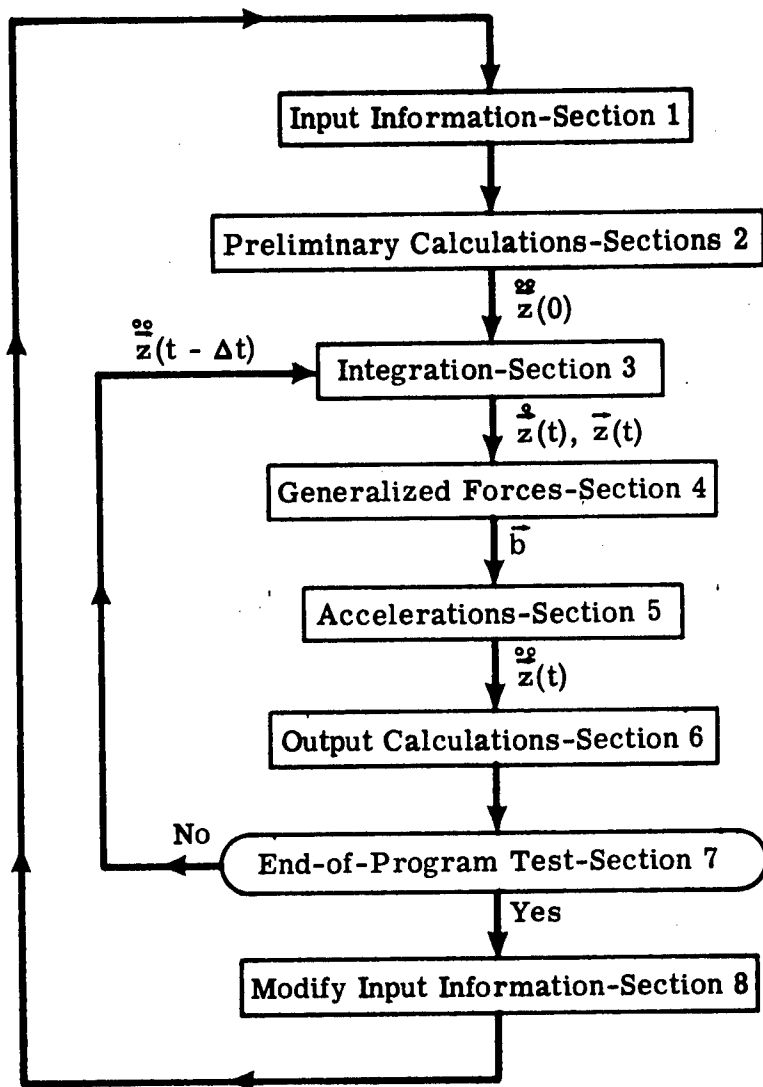 Input Information-Section 1
Preliminary Calculations-Sections 2
z̈⃗(0)
z̈⃗(t - Δt)
Integration-Section 3
ż⃗(t), z⃗(t)
Generalized Forces-Section 4
b⃗
Accelerations-Section 5
z̈⃗(t)
Output Calculations-Section 6
No
End-of-Program Test-Section 7
Yes
Modify Input Information-Section 8